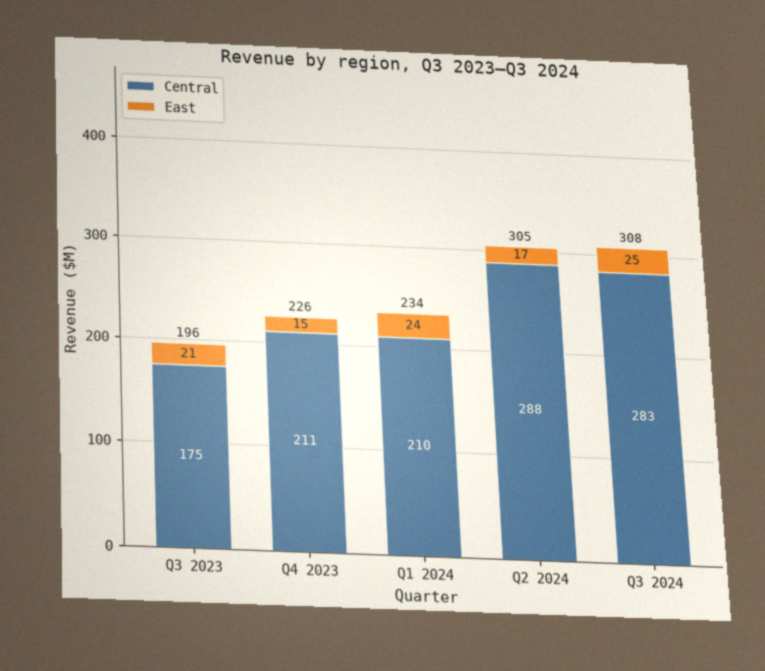 Revenue by region, Q3 2023–Q3 2024
Central
East
Revenue ($M)
400
300
200
100
0
196
21
175
226
15
211
234
24
210
305
17
288
308
25
283
Q3 2023
Q4 2023
Q1 2024
Q2 2024
Q3 2024
Quarter